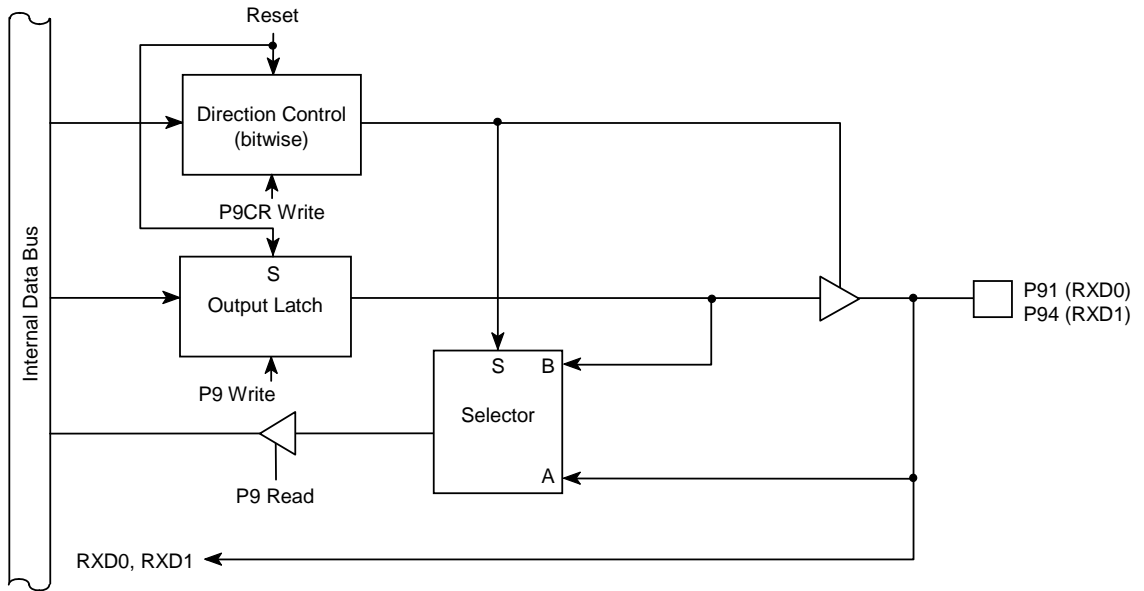 Reset
Direction Control
(bitwise)
P9CR Write
Internal Data Bus
S
Output Latch
P91 (RXD0)
P94 (RXD1)
P9 Write
S
B
Selector
A
P9 Read
RXD0, RXD1